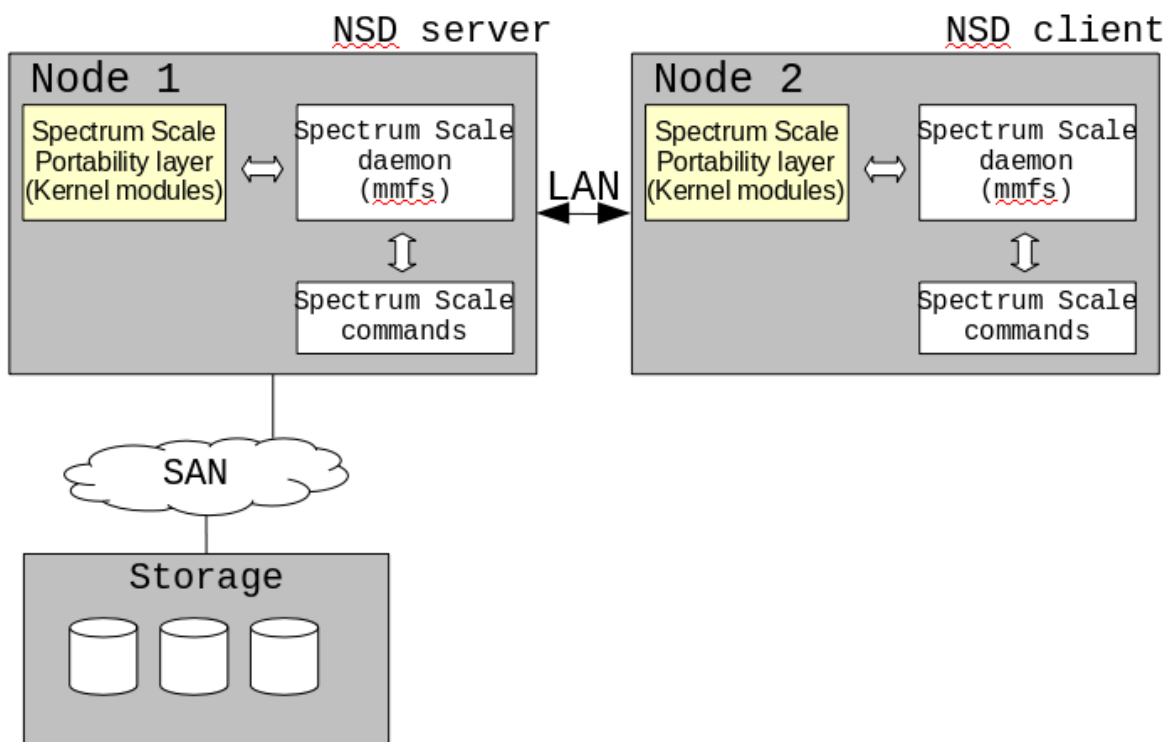 NSD server
Node 1
Spectrum Scale
Portability layer
(Kernel modules)
Spectrum Scale
daemon
(mmfs)
Spectrum Scale
commands
LAN
NSD client
Node 2
Spectrum Scale
Portability layer
(Kernel modules)
Spectrum Scale
daemon
(mmfs)
Spectrum Scale
commands
SAN
Storage